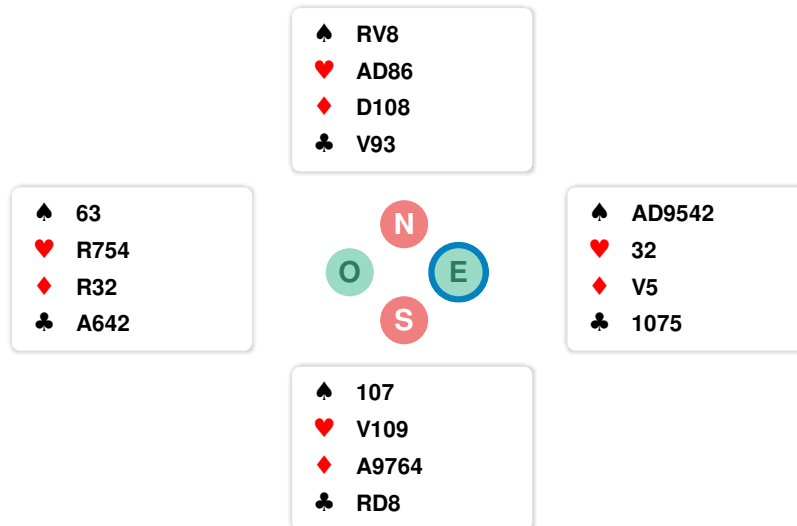 ♠ RV8
♥ AD86
♦ D108
♣ V93
♠ 63
♥ R754
♦ R32
♣ A642
N
O E
S
♠ AD9542
♥ 32
♦ V5
♣ 1075
♠ 107
♥ V109
♦ A9764
♣ RD8